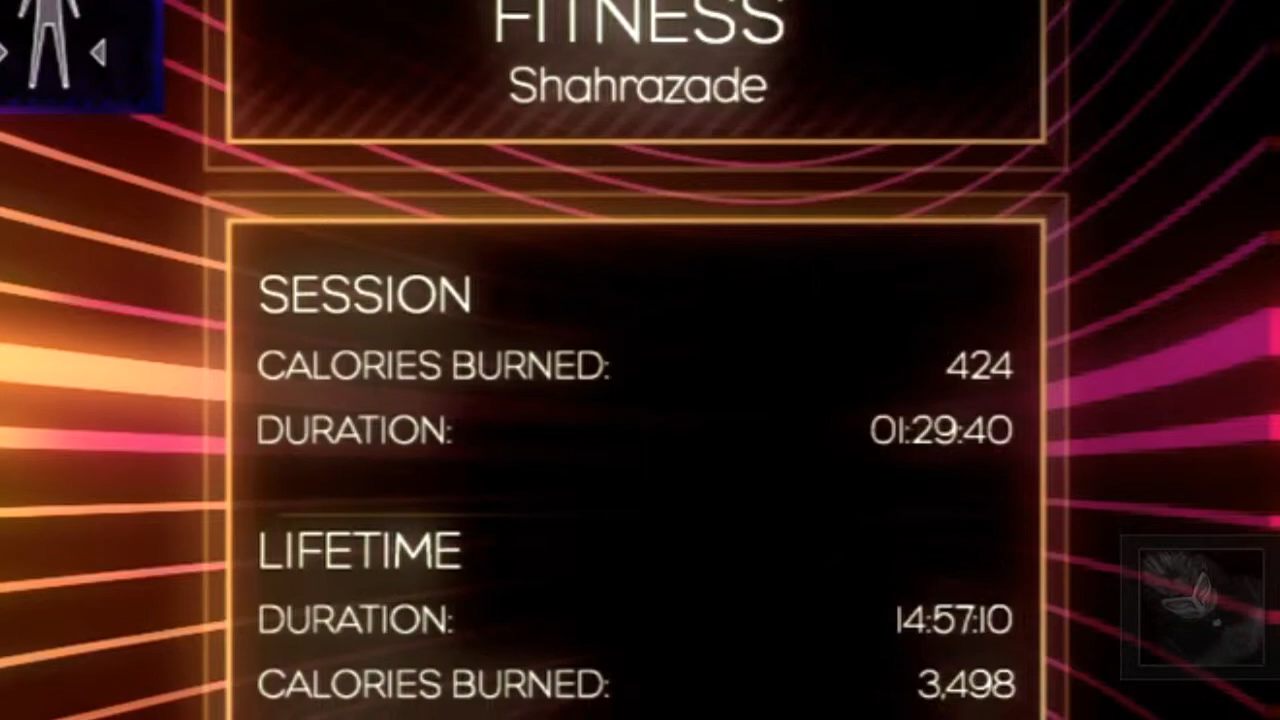 FITNESS
Shahrazade
SESSION
CALORIES BURNED: 424
DURATION: 01:29:40
LIFETIME
DURATION: 14:57:10
CALORIES BURNED: 3,498